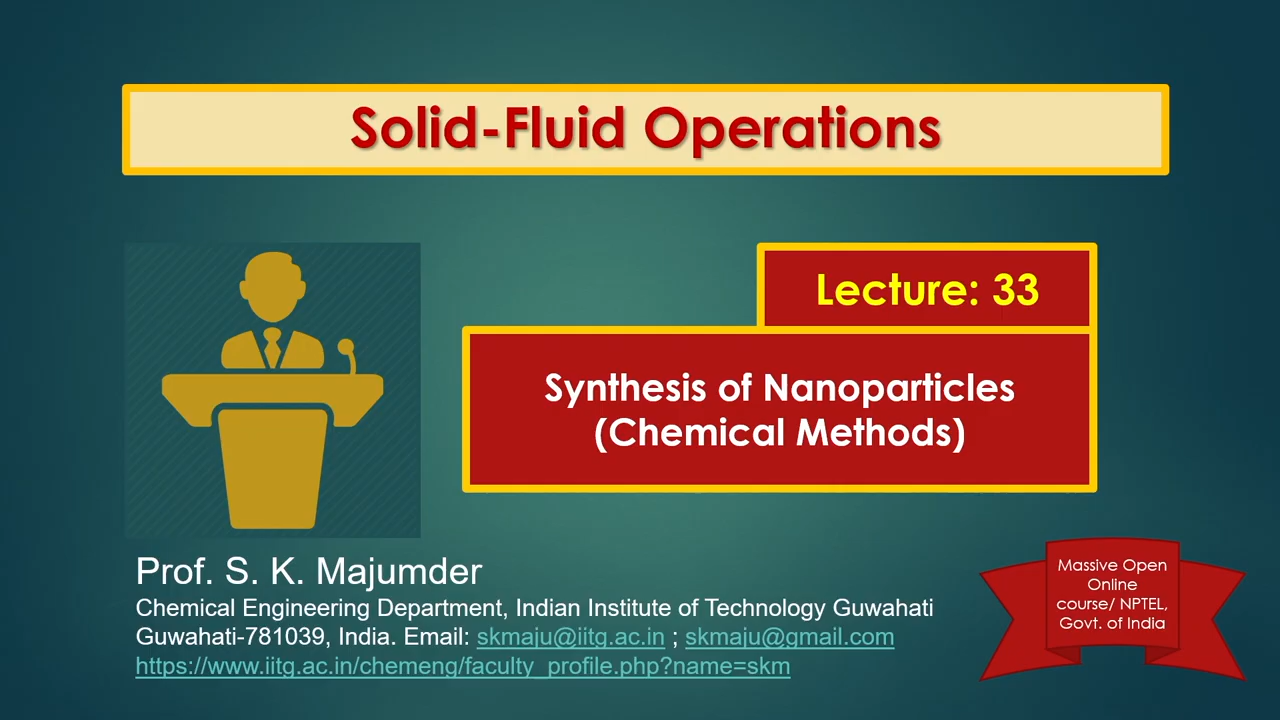 Solid-Fluid Operations
Lecture: 33
Synthesis of Nanoparticles
(Chemical Methods)
Prof. S. K. Majumder
Chemical Engineering Department, Indian Institute of Technology Guwahati
Guwahati-781039, India. Email: skmaju@iitg.ac.in ; skmaju@gmail.com
https://www.iitg.ac.in/chemeng/faculty_profile.php?name=skm
Massive Open
Online
course/ NPTEL,
Govt. of India